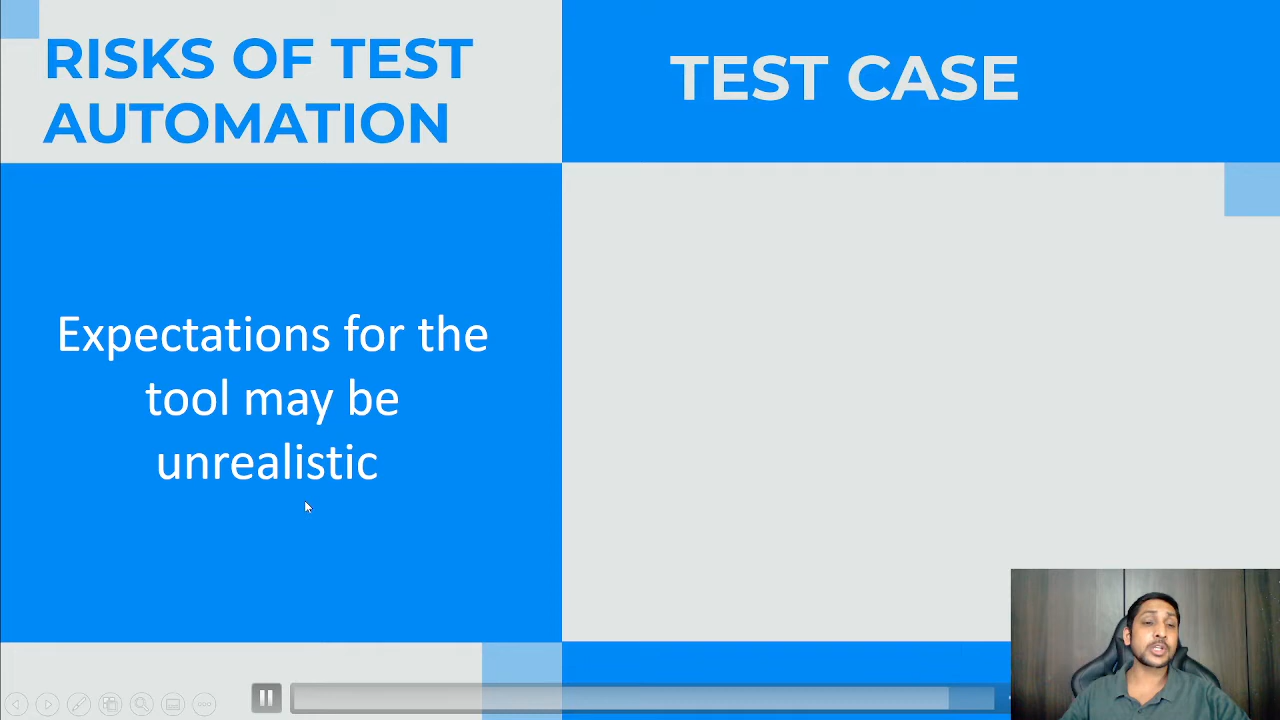 RISKS OF TEST
AUTOMATION
TEST CASE
Expectations for the
tool may be
unrealistic